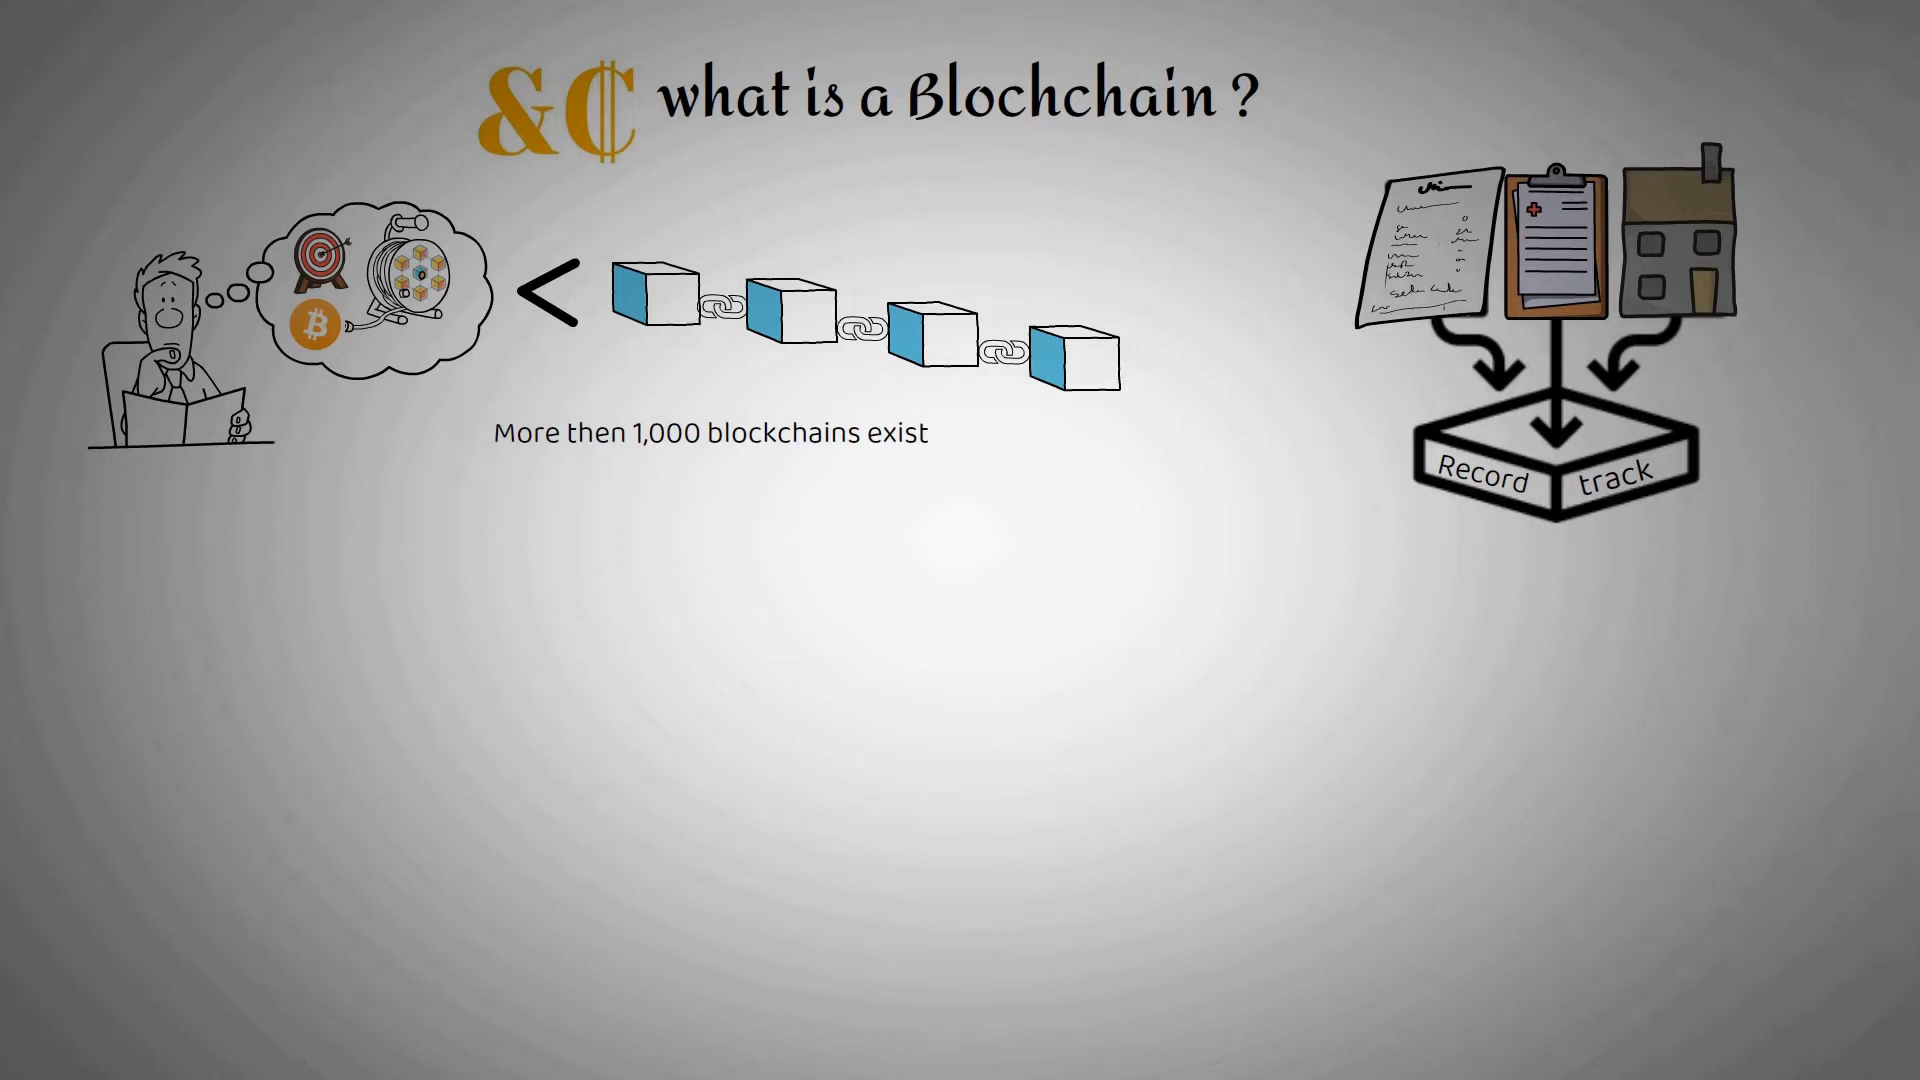 &₵ what is a Blochchain ?
More then 1,000 blockchains exist
Record track